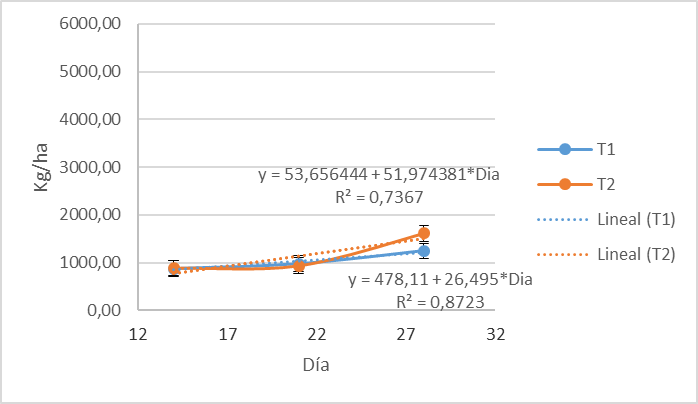 6000,00
5000,00
4000,00
3000,00
2000,00
1000,00
0,00
Kg/ha
y = 53,656444 + 51,974381*Dia
R² = 0,7367
y = 478,11 + 26,495*Dia
R² = 0,8723
12 17 22 27 32
Día
T1
T2
Lineal (T1)
Lineal (T2)